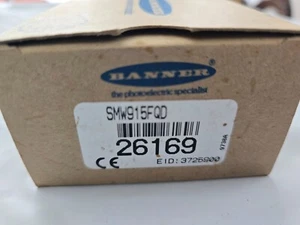 BANNER
the photoelectric specialist
SMW915FQD
26169
CE EID: 3725900